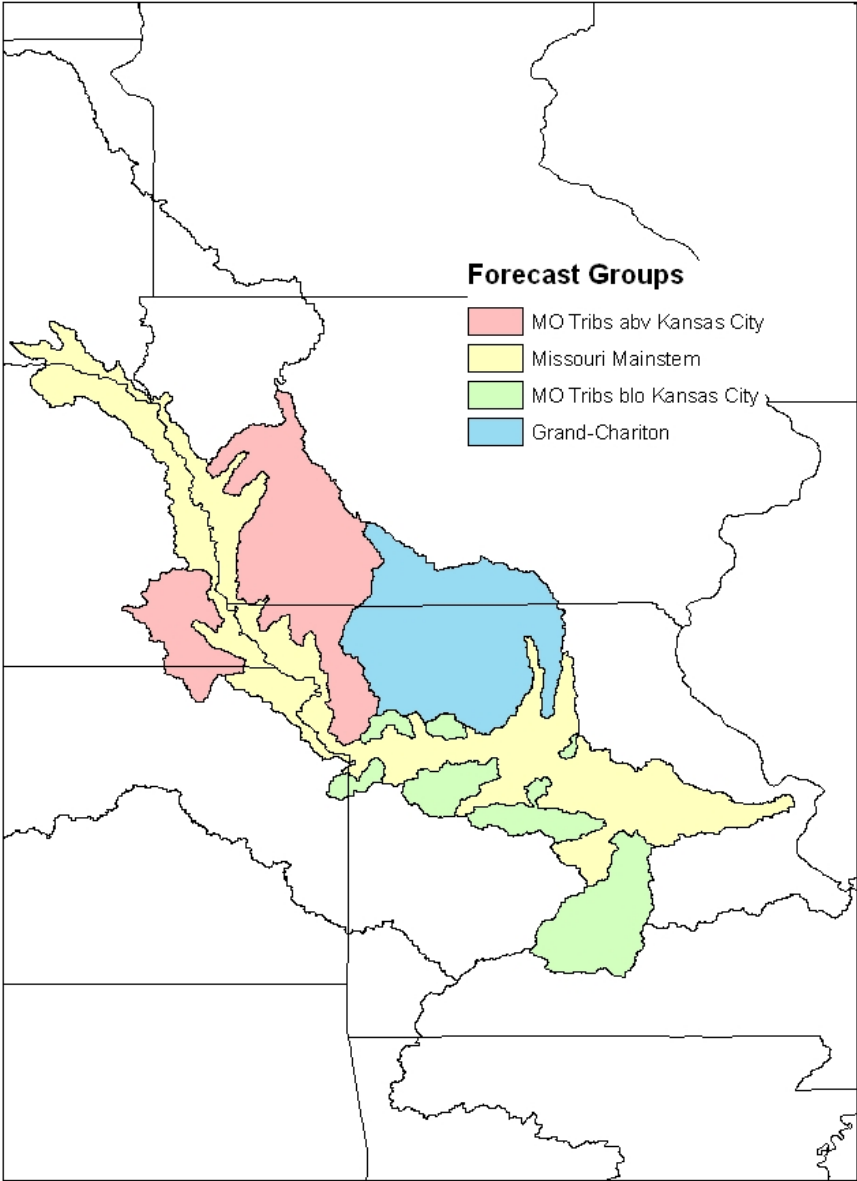 Forecast Groups
MO Tribs abv Kansas City
Missouri Mainstem
MO Tribs blo Kansas City
Grand-Chariton